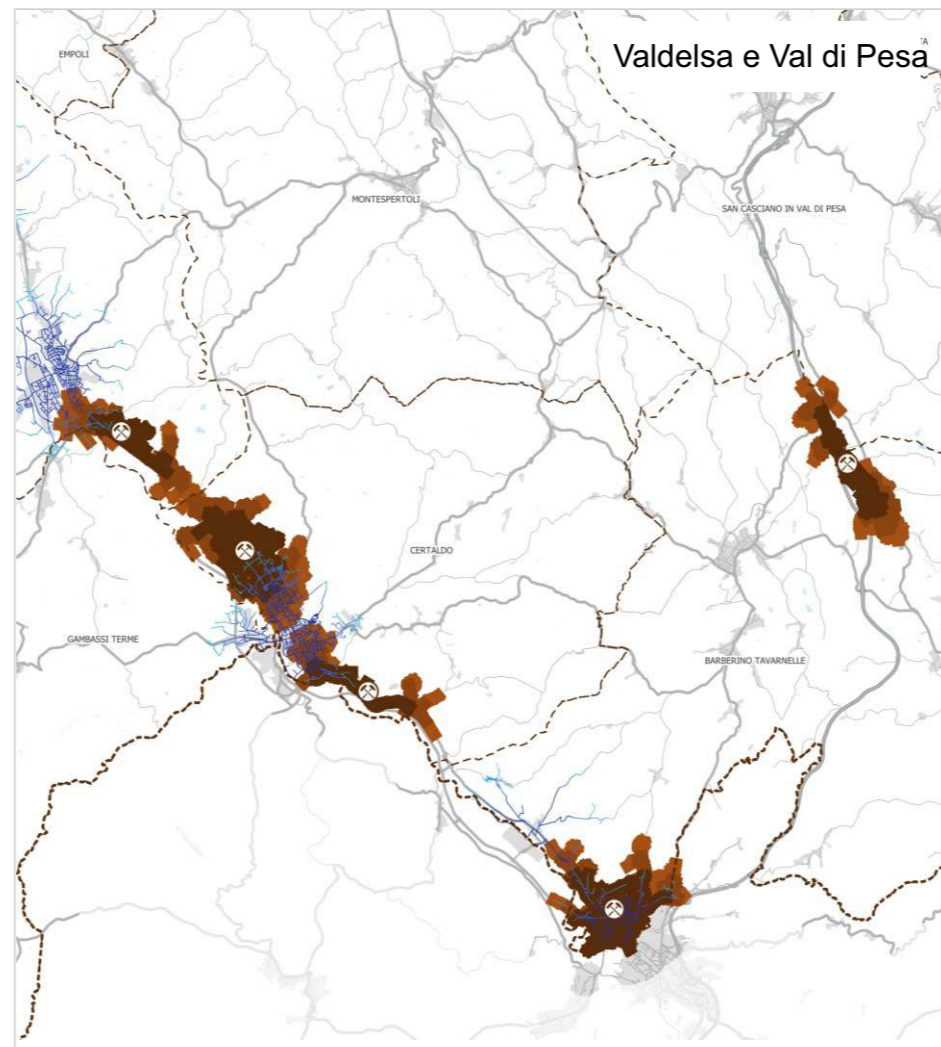 Valdelsa e Val di Pesa
EMPOLI
MONTESPERTOLI
SAN CASCIANO IN VAL DI PESA
CERTALDO
GAMBASSI TERME
BARBERINO TAVARNELLE